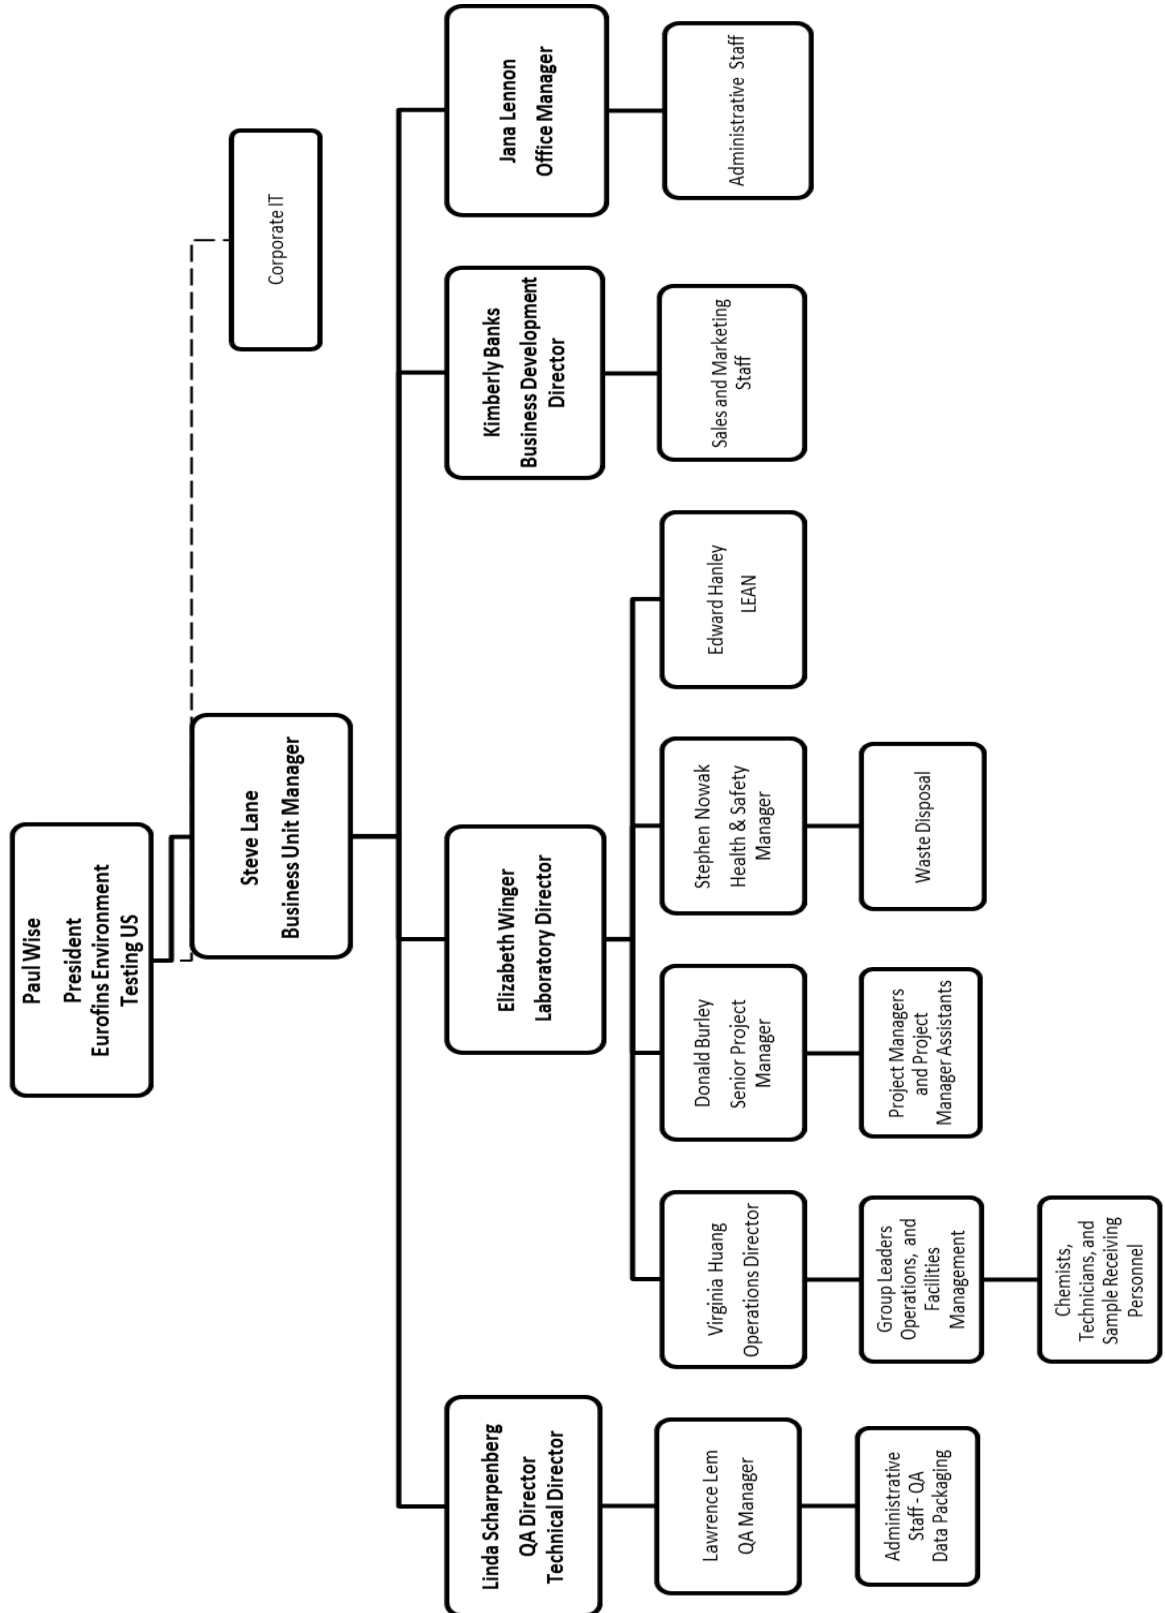 Paul Wise
President
Eurofins Environment
Testing US
Steve Lane
Business Unit Manager
Corporate IT
Linda Scharpenberg
QA Director
Technical Director
Elizabeth Winger
Laboratory Director
Kimberly Banks
Business Development
Director
Jana Lennon
Office Manager
Lawrence Lem
QA Manager
Virginia Huang
Operations Director
Donald Burley
Senior Project
Manager
Stephen Nowak
Health & Safety
Manager
Edward Hanley
LEAN
Sales and Marketing
Staff
Administrative Staff
Administrative
Staff - QA
Data Packaging
Group Leaders
Operations, and
Facilities
Management
Project Managers
and Project
Manager Assistants
Waste Disposal
Chemists,
Technicians, and
Sample Receiving
Personnel